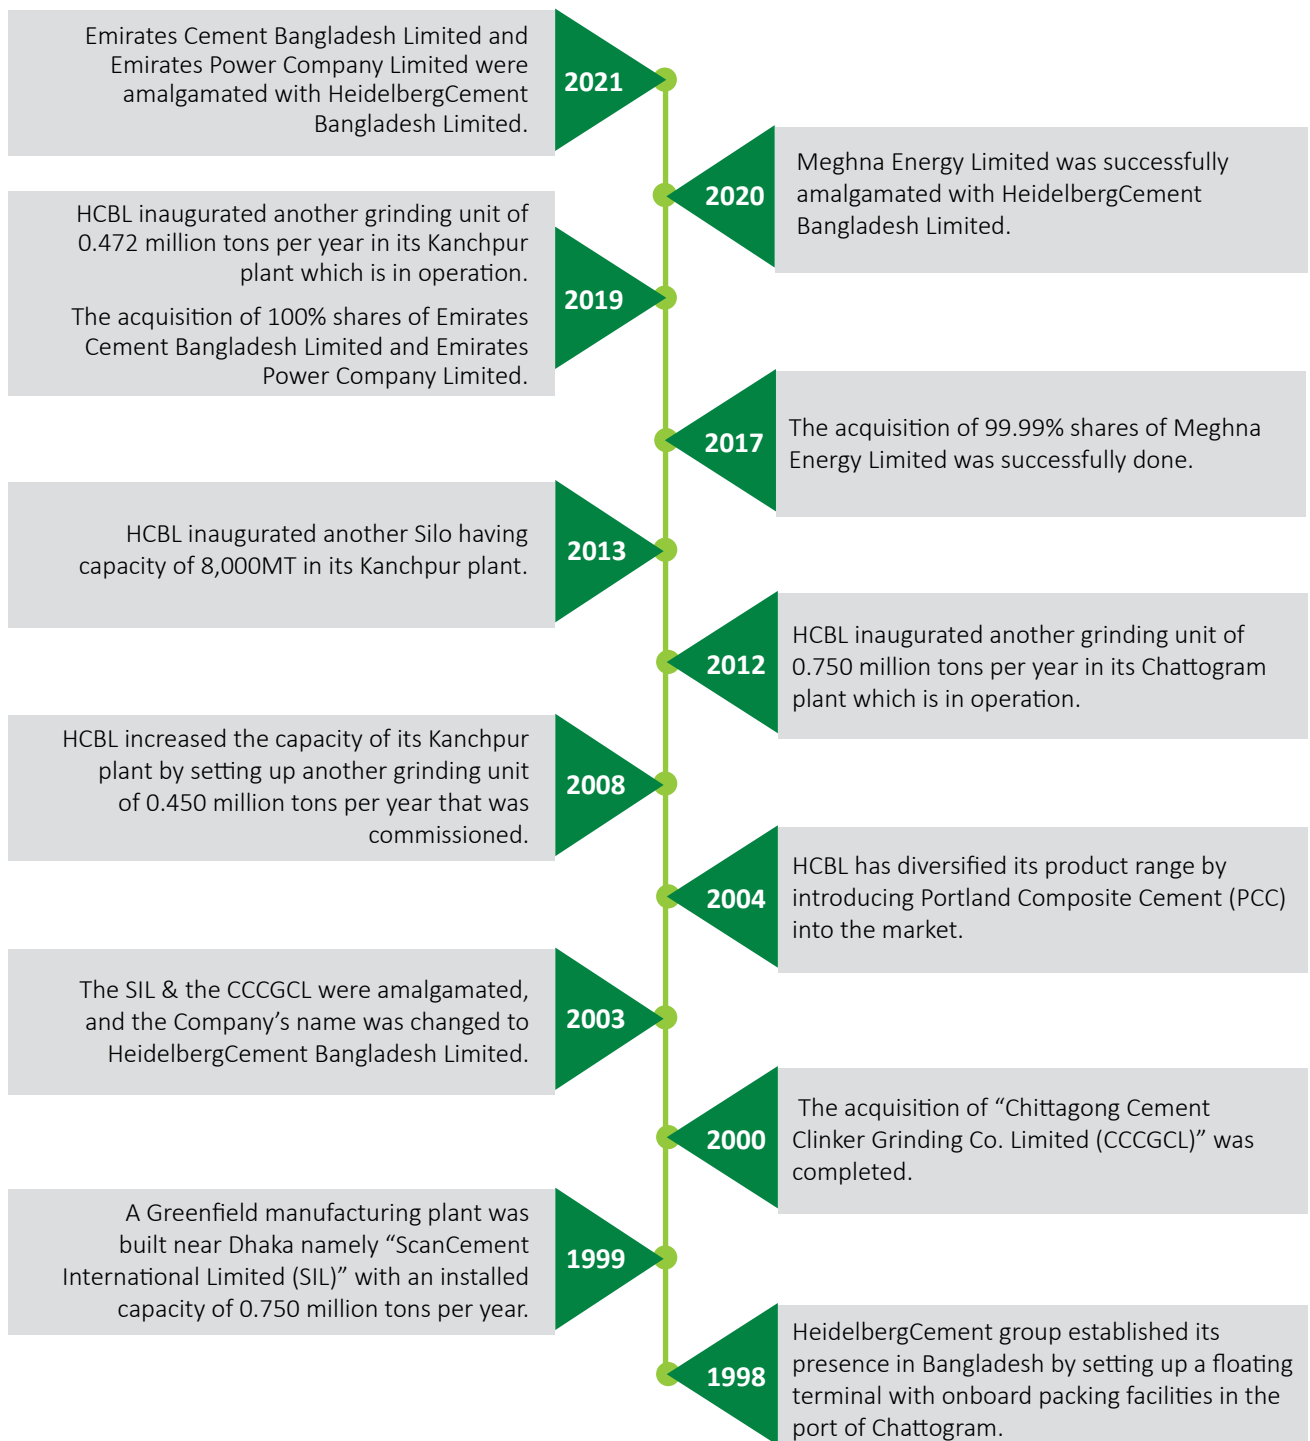 Emirates Cement Bangladesh Limited and
Emirates Power Company Limited were
amalgamated with HeidelbergCement
Bangladesh Limited.
2021
Meghna Energy Limited was successfully
amalgamated with HeidelbergCement
Bangladesh Limited.
2020
HCBL inaugurated another grinding unit of
0.472 million tons per year in its Kanchpur
plant which is in operation.
The acquisition of 100% shares of Emirates
Cement Bangladesh Limited and Emirates
Power Company Limited.
2019
The acquisition of 99.99% shares of Meghna
Energy Limited was successfully done.
2017
HCBL inaugurated another Silo having
capacity of 8,000MT in its Kanchpur plant.
2013
HCBL inaugurated another grinding unit of
0.750 million tons per year in its Chattogram
plant which is in operation.
2012
HCBL increased the capacity of its Kanchpur
plant by setting up another grinding unit
of 0.450 million tons per year that was
commissioned.
2008
HCBL has diversified its product range by
introducing Portland Composite Cement (PCC)
into the market.
2004
The SIL & the CCCGCL were amalgamated,
and the Company’s name was changed to
HeidelbergCement Bangladesh Limited.
2003
The acquisition of “Chittagong Cement
Clinker Grinding Co. Limited (CCCGCL)” was
completed.
2000
A Greenfield manufacturing plant was
built near Dhaka namely “ScanCement
International Limited (SIL)” with an installed
capacity of 0.750 million tons per year.
1999
HeidelbergCement group established its
presence in Bangladesh by setting up a floating
terminal with onboard packing facilities in the
port of Chattogram.
1998